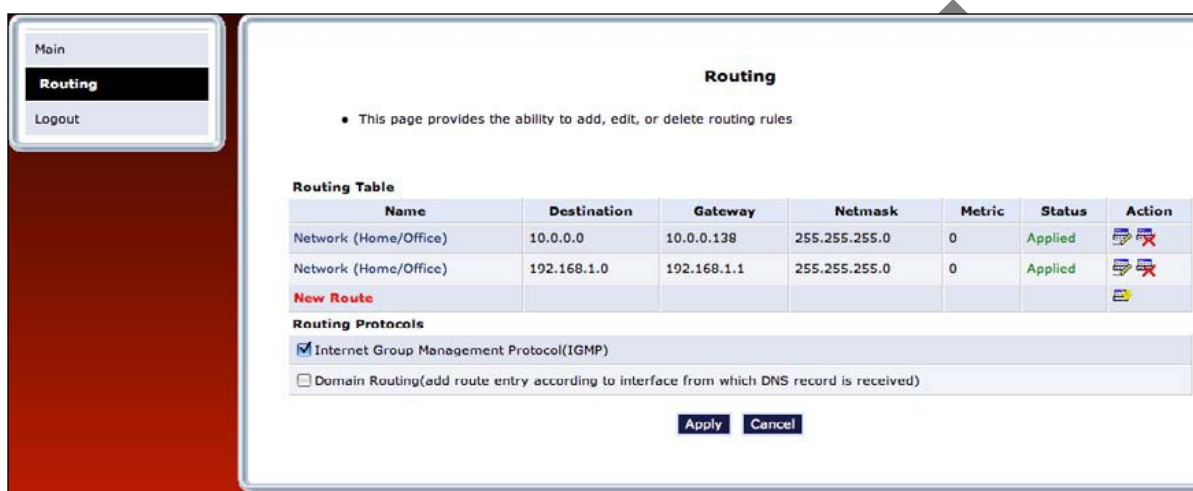 Main
Routing
Logout
Routing
• This page provides the ability to add, edit, or delete routing rules
Routing Table
Name Destination Gateway Netmask Metric Status Action
Network (Home/Office) 10.0.0.0 10.0.0.138 255.255.255.0 0 Applied
Network (Home/Office) 192.168.1.0 192.168.1.1 255.255.255.0 0 Applied
New Route
Routing Protocols
Internet Group Management Protocol(IGMP)
Domain Routing(add route entry according to interface from which DNS record is received)
Apply Cancel